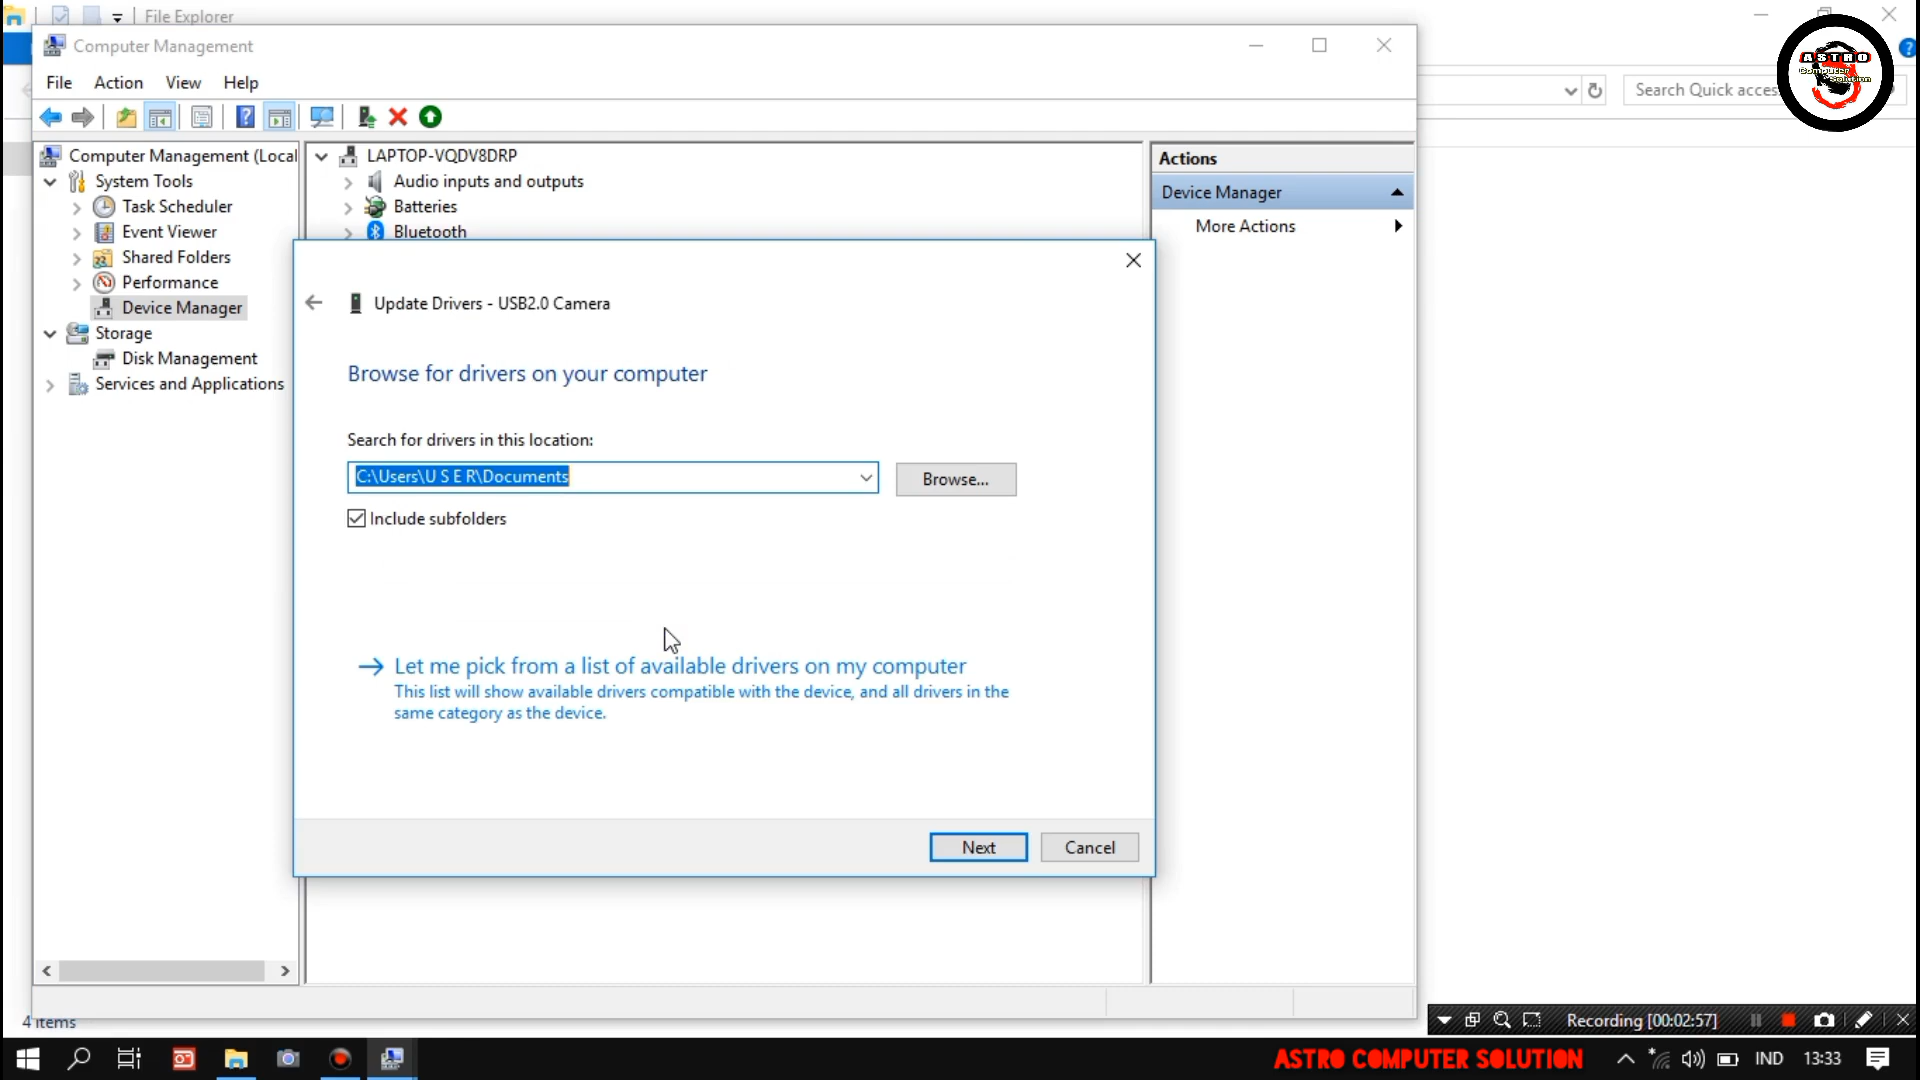 File Explorer
Computer Management
File Action View Help
Search Quick acces
ASTRO
Computer
Solution
Computer Management (Local
System Tools
Task Scheduler
Event Viewer
Shared Folders
Performance
Device Manager
Storage
Disk Management
Services and Applications
LAPTOP-VQDV8DRP
Audio inputs and outputs
Batteries
Bluetooth
Actions
Device Manager
More Actions
Update Drivers - USB2.0 Camera
Browse for drivers on your computer
Search for drivers in this location:
C:\Users\U S E R\Documents
Browse...
Include subfolders
Let me pick from a list of available drivers on my computer
This list will show available drivers compatible with the device, and all drivers in the
same category as the device.
Next Cancel
4 items
Recording [00:02:57]
ASTRO COMPUTER SOLUTION
IND 13:33